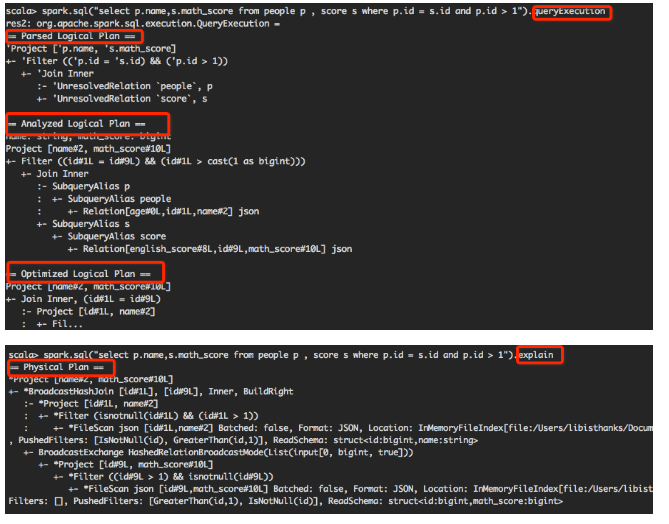 scala> spark.sql("select p.name,s.math_score from people p , score s where p.id = s.id and p.id > 1").queryExecution
res2: org.apache.spark.sql.execution.QueryExecution =
== Parsed Logical Plan ==
'Project ['p.name, 's.math_score]
+- 'Filter (('p.id = 's.id) && ('p.id > 1))
+- 'Join Inner
:- 'UnresolvedRelation `people`, p
+- 'UnresolvedRelation `score`, s
== Analyzed Logical Plan ==
name: string, math_score: bigint
Project [name#2, math_score#10L]
+- Filter ((id#1L = id#9L) && (id#1L > cast(1 as bigint)))
+- Join Inner
:- SubqueryAlias p
: +- SubqueryAlias people
: +- Relation[age#0L,id#1L,name#2] json
+- SubqueryAlias s
+- SubqueryAlias score
+- Relation[english_score#8L,id#9L,math_score#10L] json
== Optimized Logical Plan ==
Project [name#2, math_score#10L]
+- Join Inner, (id#1L = id#9L)
:- Project [id#1L, name#2]
: +- Fil...
scala> spark.sql("select p.name,s.math_score from people p , score s where p.id = s.id and p.id > 1").explain
== Physical Plan ==
*Project [name#2, math_score#10L]
+- *BroadcastHashJoin [id#1L], [id#9L], Inner, BuildRight
:- *Project [id#1L, name#2]
: +- *Filter (isnotnull(id#1L) && (id#1L > 1))
: +- *FileScan json [id#1L,name#2] Batched: false, Format: JSON, Location: InMemoryFileIndex[file:/Users/libisthanks/Docum
, PushedFilters: [IsNotNull(id), GreaterThan(id,1)], ReadSchema: struct<id:bigint,name:string>
+- BroadcastExchange HashedRelationBroadcastMode(List(input[0, bigint, true]))
+- *Project [id#9L, math_score#10L]
+- *Filter ((id#9L > 1) && isnotnull(id#9L))
+- *FileScan json [id#9L,math_score#10L] Batched: false, Format: JSON, Location: InMemoryFileIndex[file:/Users/libist
Filters: [], PushedFilters: [GreaterThan(id,1), IsNotNull(id)], ReadSchema: struct<id:bigint,math_score:bigint>